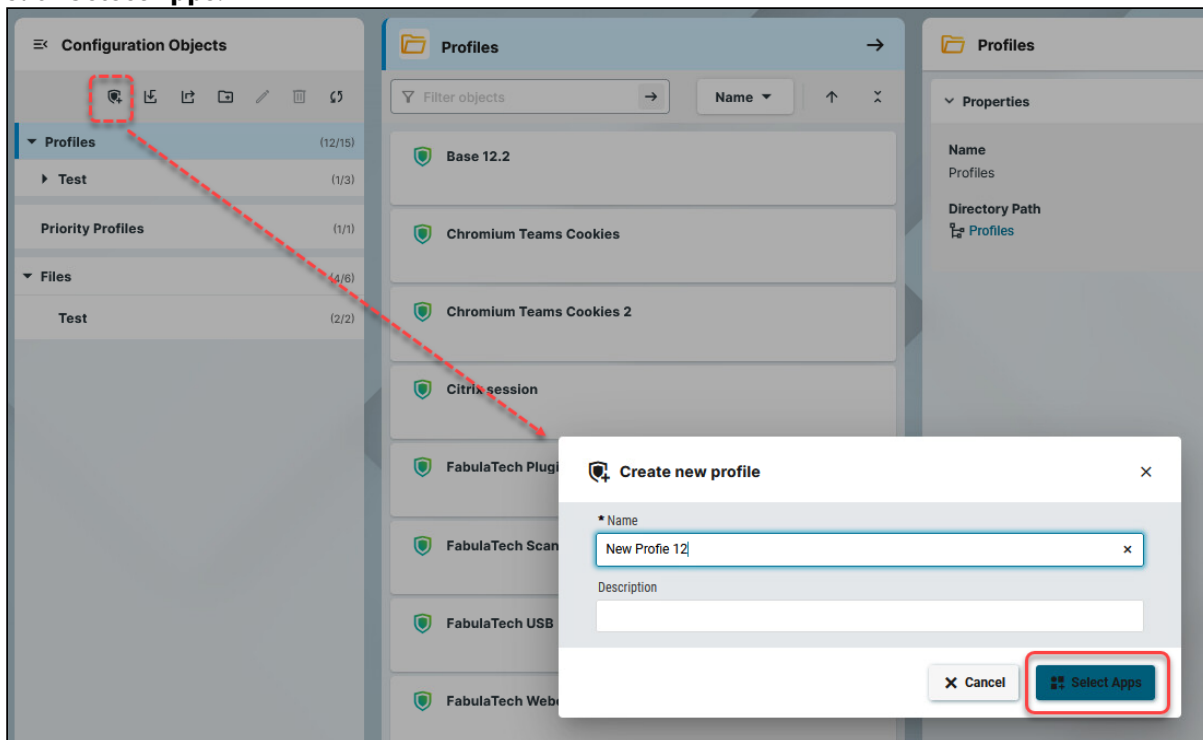 Configuration Objects
Profiles (12/15)
Test (1/3)
Priority Profiles (1/1)
Files (4/6)
Test (2/2)
Profiles
Filter objects
Name
Base 12.2
Chromium Teams Cookies
Chromium Teams Cookies 2
Citrix session
FabulaTech Plugi
FabulaTech Scan
FabulaTech USB
FabulaTech Webc
Profiles
Properties
Name
Profiles
Directory Path
Profiles
Create new profile
* Name
New Profie 12
Description
Cancel
Select Apps